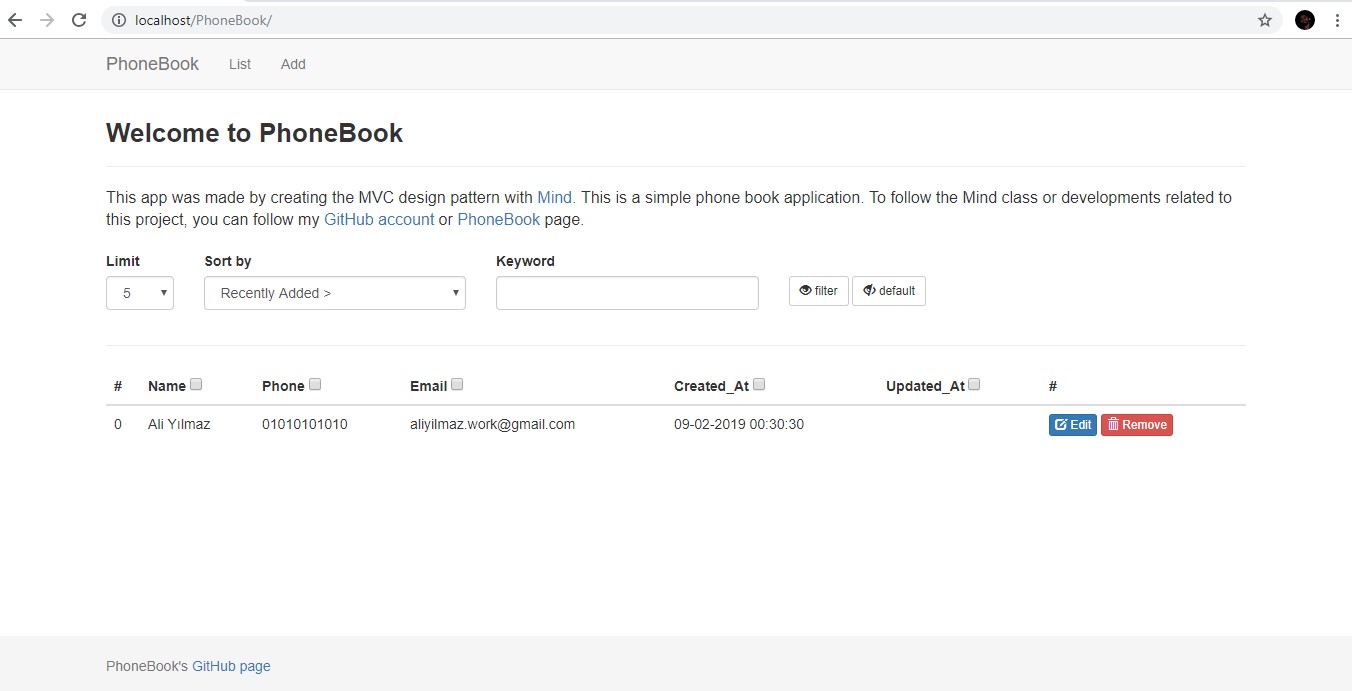 localhost/PhoneBook/
PhoneBook List Add
Welcome to PhoneBook
This app was made by creating the MVC design pattern with Mind. This is a simple phone book application. To follow the Mind class or developments related to
this project, you can follow my GitHub account or PhoneBook page.
Limit Sort by Keyword
5 Recently Added > filter default
# Name Phone Email Created_At Updated_At #
0 Ali Yılmaz 01010101010 aliyilmaz.work@gmail.com 09-02-2019 00:30:30 Edit Remove
PhoneBook's GitHub page